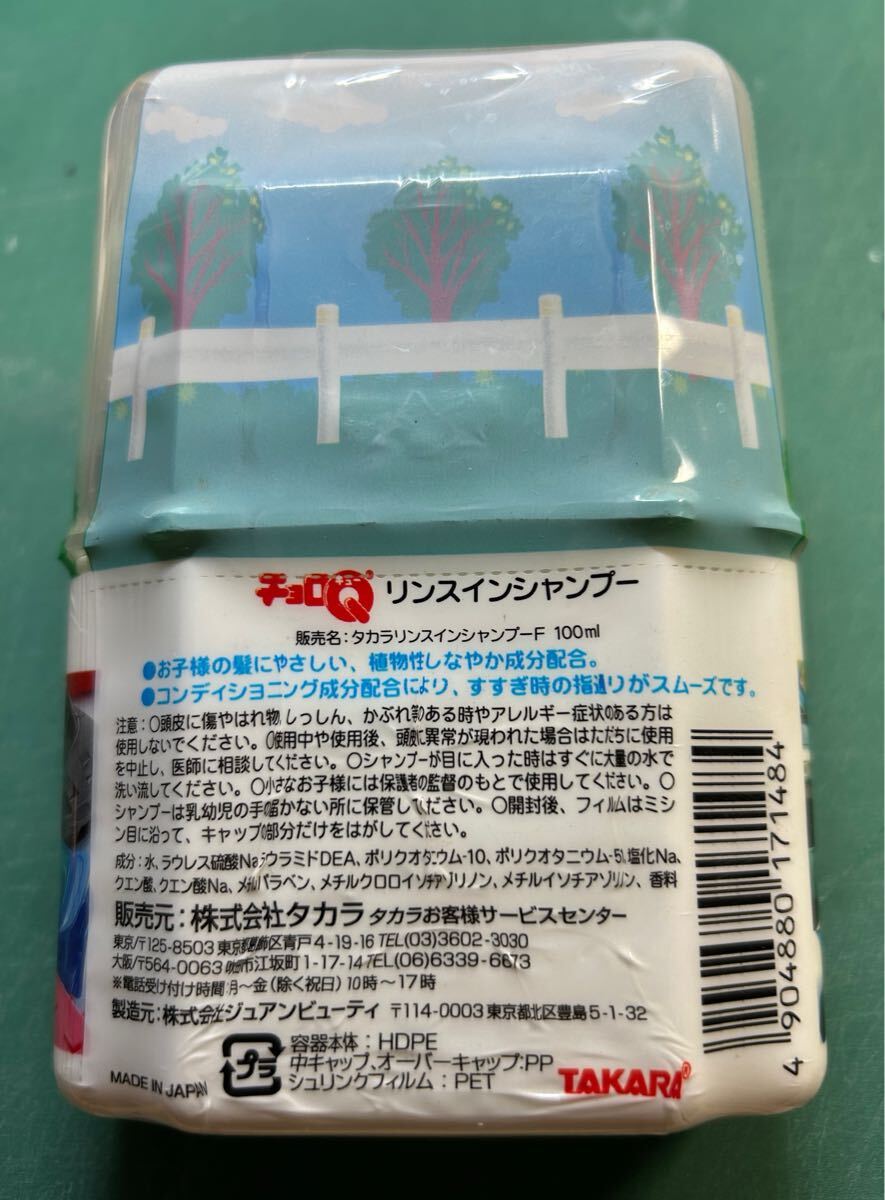 チョロQ キュー リンスインシャンプー
販売名:タカラリンスインシャンプーF 100ml
●お子様の髪にやさしい、植物性しなやか成分配合。
●コンディショニング成分配合により、すすぎ時の指通りがスムーズです。
注意:○頭皮に傷やはれ物、しっしん、かぶれ等のある時やアレルギー症状のある方は
使用しないでください。○使用中や使用後、頭皮に異常が現われた場合はただちに使用
を中止し、医師に相談してください。○シャンプーが目に入った時はすぐに大量の水で
洗い流してください。○小さなお子様には保護者の監督のもとで使用してください。○
シャンプーは乳幼児の手の届かない所に保管してください。○開封後、フィルムはミシ
ン目に沿って、キャップの部分だけをはがしてください。
成分:水、ラウレス硫酸Na、ラウラミドDEA、ポリクオタニウム-10、ポリクオタニウム-5、塩化Na、
クエン酸、クエン酸Na、メチルパラベン、メチルクロロイソチアゾリノン、メチルイソチアゾリノン、香料
販売元:株式会社タカラ タカラお客様サービスセンター
東京/〒125-8503 東京都葛飾区青戸4-19-16 TEL(03)3602-3030
大阪/〒564-0063 吹田市江坂町1-17-14 TEL(06)6339-6673
※電話受け付け時間:月〜金(除く祝日)10時〜17時
製造元:株式会社ジュアンビューティ 〒114-0003 東京都北区豊島5-1-32
プラ
容器本体:HDPE
中キャップ、オーバーキャップ:PP
シュリンクフィルム:PET
MADE IN JAPAN
TAKARA®
4 904880 171484